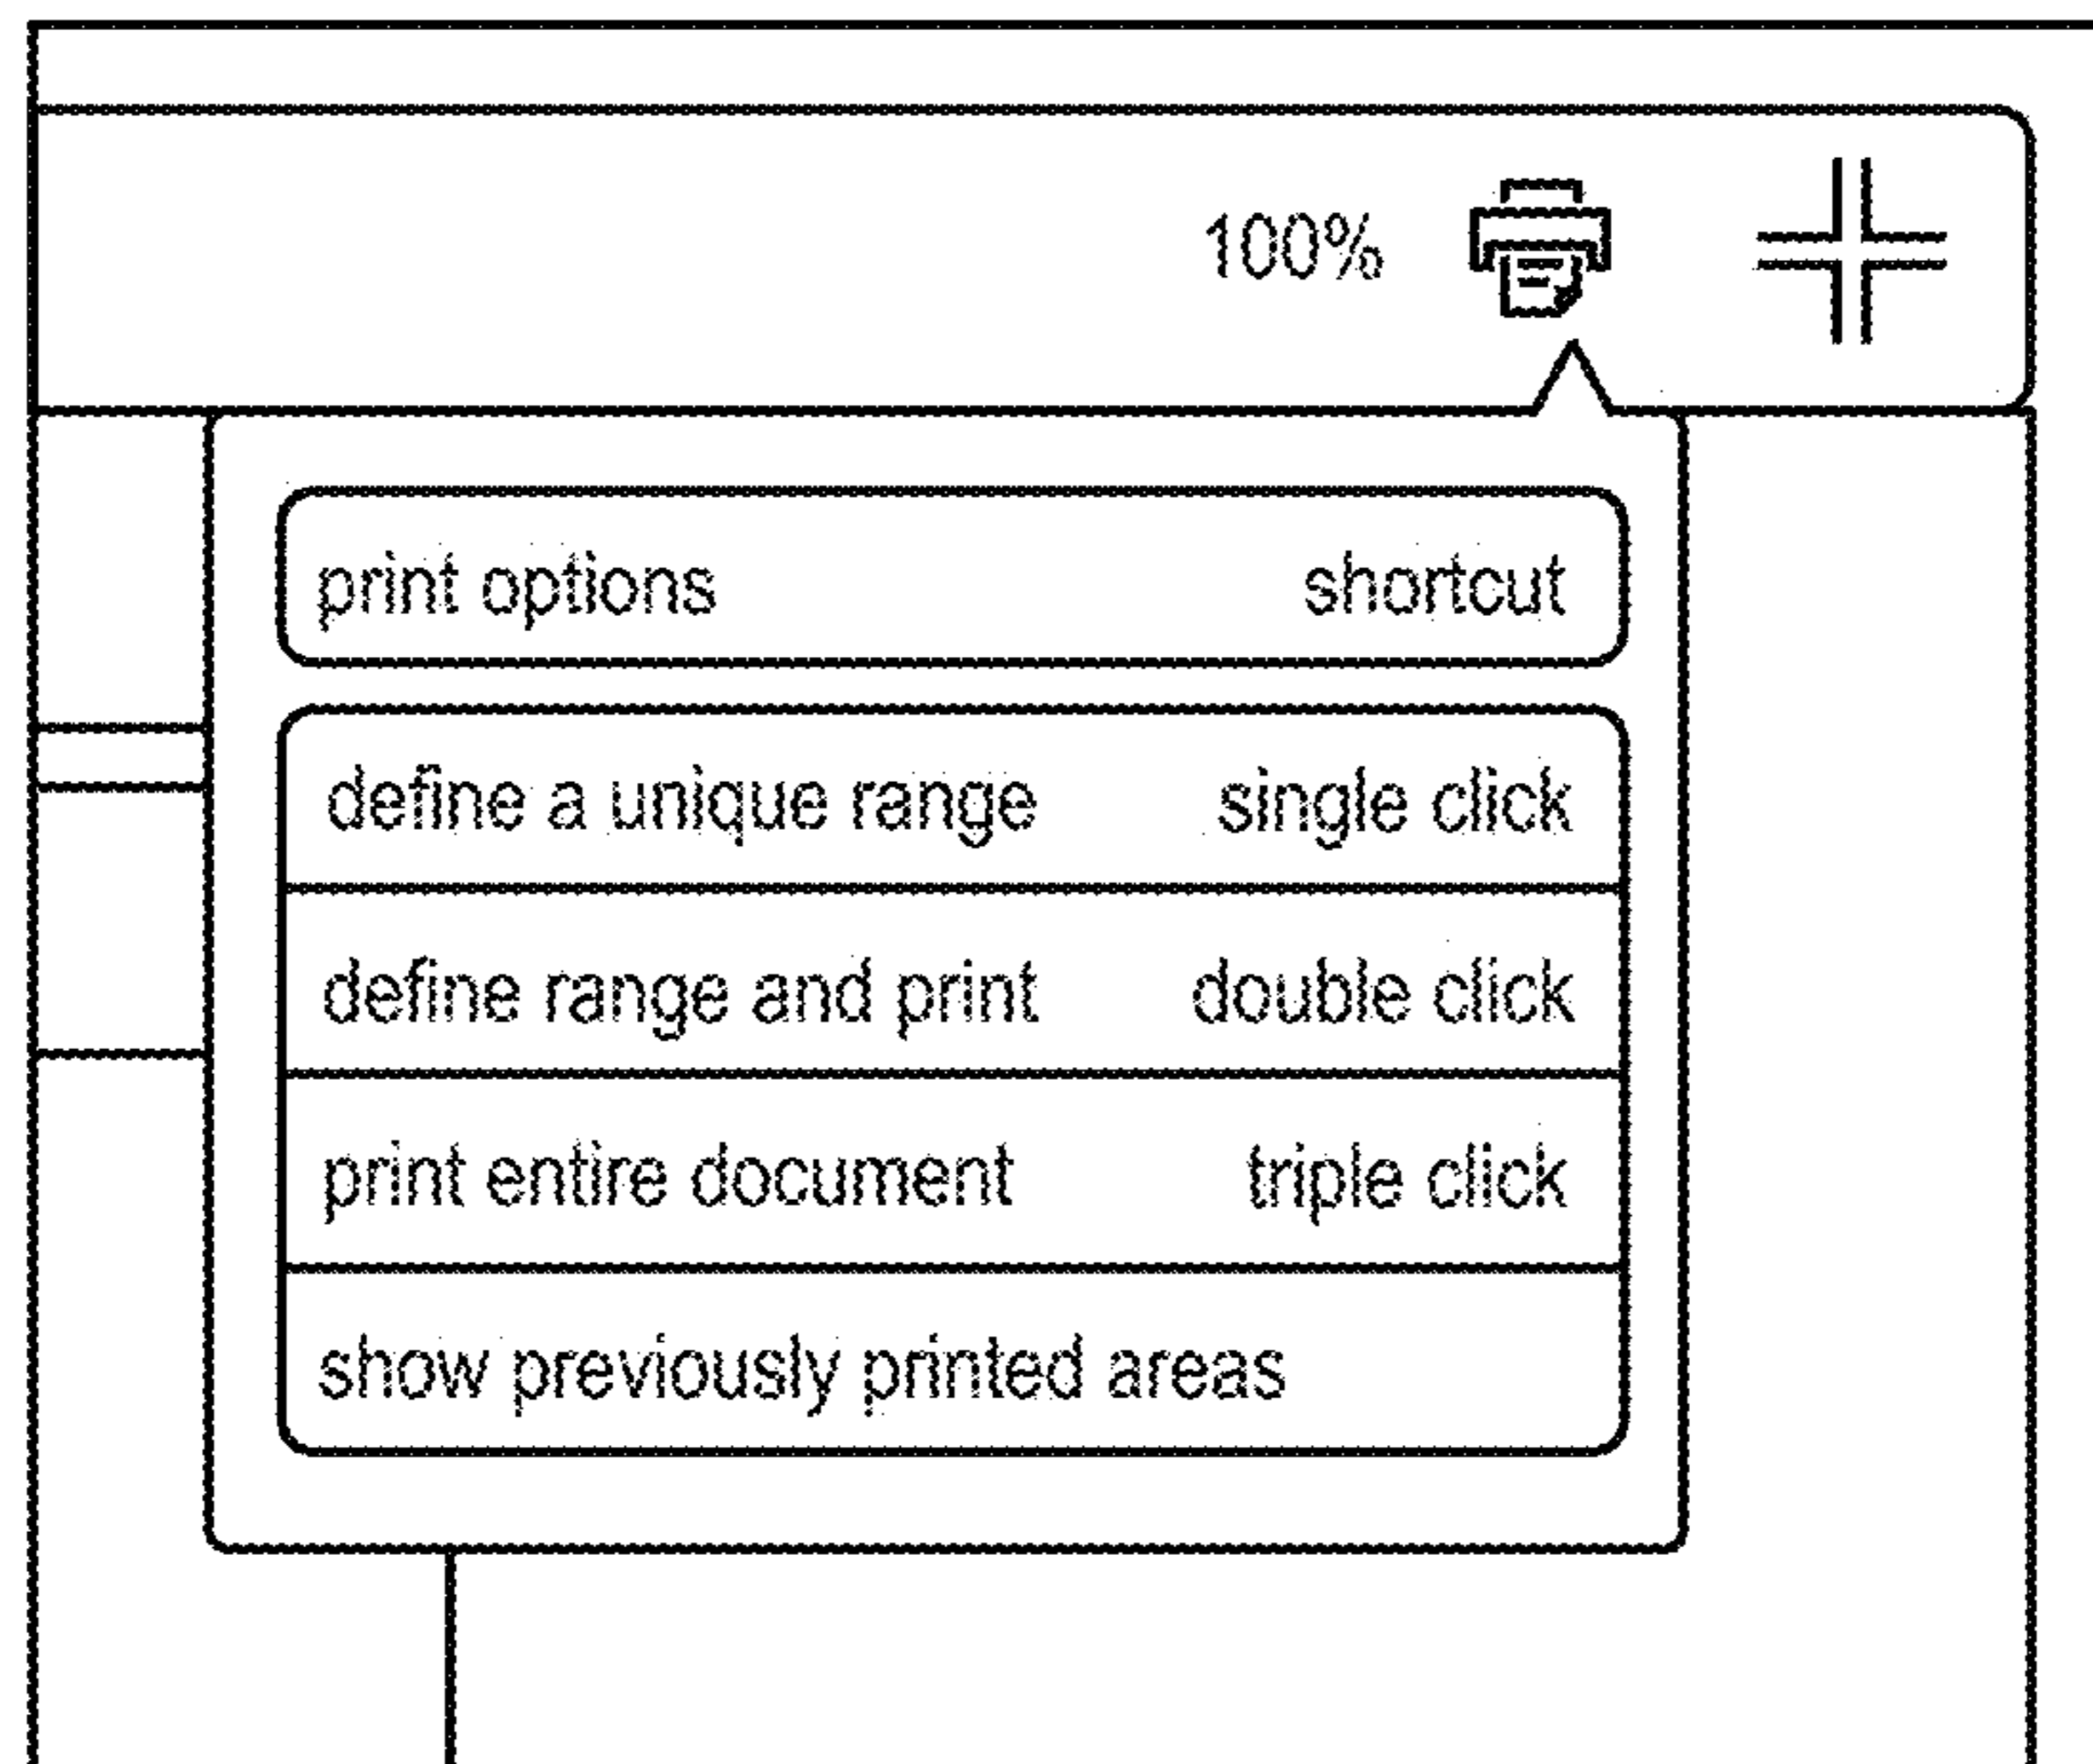 100%
print options shortcut
define a unique range single click
define range and print double click
print entire document triple click
show previously printed areas